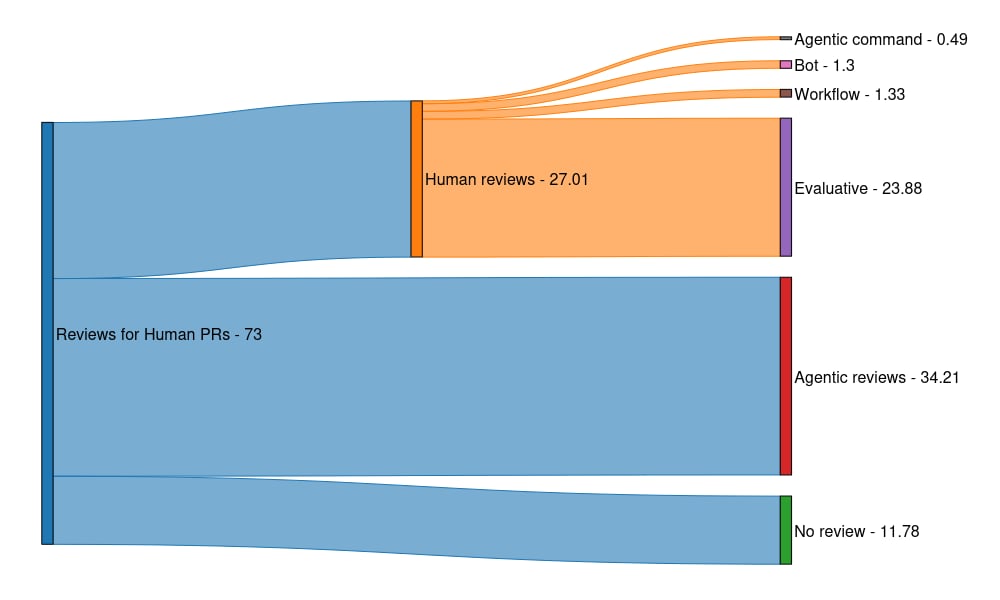 Agentic command - 0.49
Bot - 1.3
Workflow - 1.33
Human reviews - 27.01
Evaluative - 23.88
Reviews for Human PRs - 73
Agentic reviews - 34.21
No review - 11.78